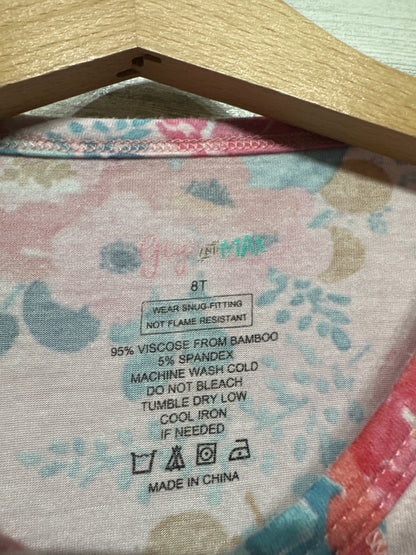 8T
WEAR SNUG-FITTING
NOT FLAME RESISTANT
95% VISCOSE FROM BAMBOO
5% SPANDEX
MACHINE WASH COLD
DO NOT BLEACH
TUMBLE DRY LOW
COOL IRON
IF NEEDED
MADE IN CHINA